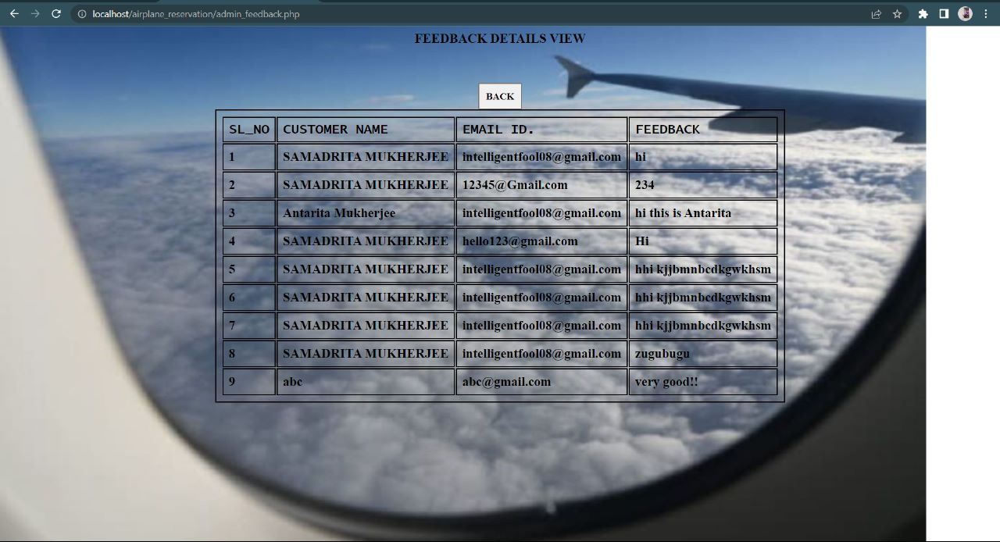 localhost/airplane_reservation/admin_feedback.php
FEEDBACK DETAILS VIEW
BACK
SL_NO CUSTOMER NAME EMAIL ID. FEEDBACK
1 SAMADRITA MUKHERJEE intelligentfool08@gmail.com hi
2 SAMADRITA MUKHERJEE 12345@Gmail.com 234
3 Antarita Mukherjee intelligentfool08@gmail.com hi this is Antarita
4 SAMADRITA MUKHERJEE hello123@gmail.com Hi
5 SAMADRITA MUKHERJEE intelligentfool08@gmail.com hhi kjjbmnbcdkgwkhsm
6 SAMADRITA MUKHERJEE intelligentfool08@gmail.com hhi kjjbmnbcdkgwkhsm
7 SAMADRITA MUKHERJEE intelligentfool08@gmail.com hhi kjjbmnbcdkgwkhsm
8 SAMADRITA MUKHERJEE intelligentfool08@gmail.com zugubugu
9 abc abc@gmail.com very good!!